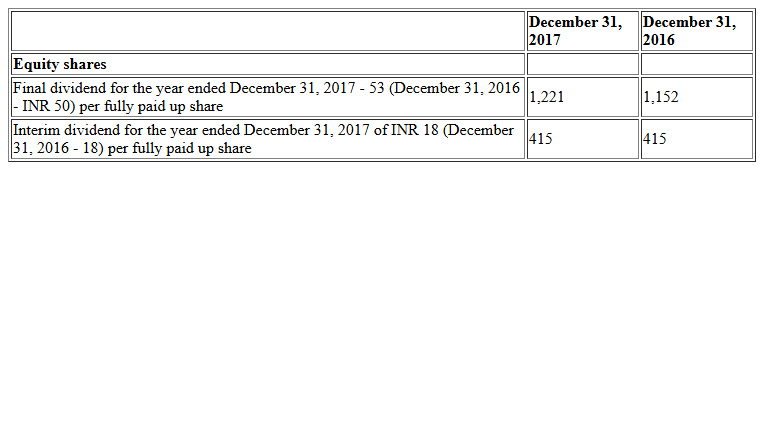 December 31, 2017 December 31, 2016
Equity shares
Final dividend for the year ended December 31, 2017 - 53 (December 31, 2016 - INR 50) per fully paid up share 1,221 1,152
Interim dividend for the year ended December 31, 2017 of INR 18 (December 31, 2016 - 18) per fully paid up share 415 415